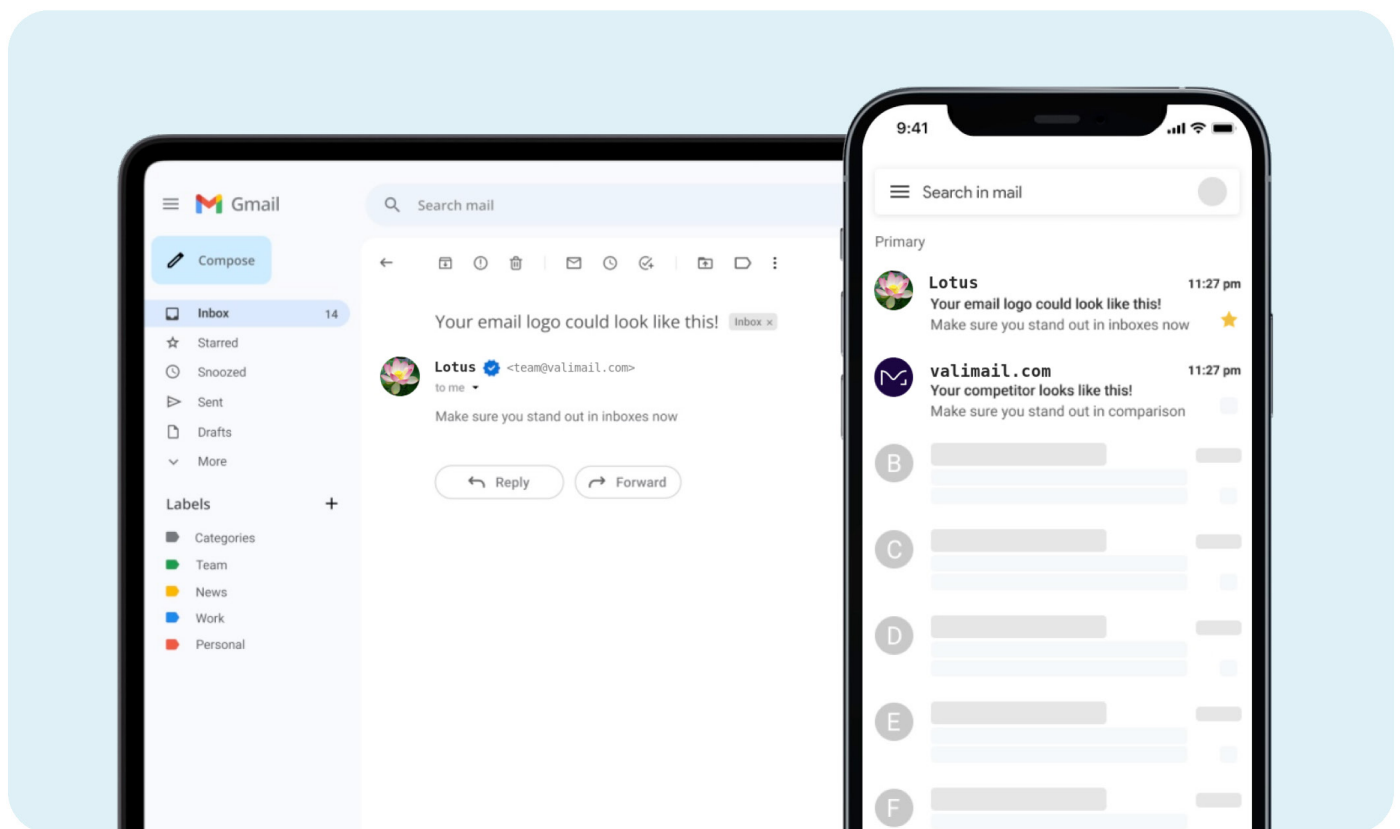 Gmail
Search mail
Compose
Inbox 14
Starred
Snoozed
Sent
Drafts
More
Labels +
Categories
Team
News
Work
Personal
Your email logo could look like this! Inbox ×
Lotus <team@valimail.com>
to me
Make sure you stand out in inboxes now
Reply Forward
9:41
Search in mail
Primary
Lotus 11:27 pm
Your email logo could look like this!
Make sure you stand out in inboxes now
valimail.com 11:27 pm
Your competitor looks like this!
Make sure you stand out in comparison
B
C
D
E
F